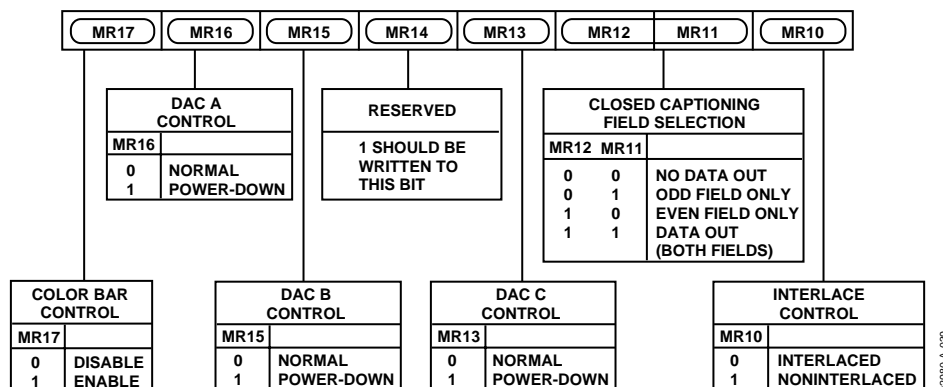 MR17 MR16 MR15 MR14 MR13 MR12 MR11 MR10
DAC A
CONTROL
MR16
0 NORMAL
1 POWER-DOWN
RESERVED
1 SHOULD BE
WRITTEN TO
THIS BIT
CLOSED CAPTIONING
FIELD SELECTION
MR12 MR11
0 0 NO DATA OUT
0 1 ODD FIELD ONLY
1 0 EVEN FIELD ONLY
1 1 DATA OUT
(BOTH FIELDS)
COLOR BAR
CONTROL
MR17
0 DISABLE
1 ENABLE
DAC B
CONTROL
MR15
0 NORMAL
1 POWER-DOWN
DAC C
CONTROL
MR13
0 NORMAL
1 POWER-DOWN
INTERLACE
CONTROL
MR10
0 INTERLACED
1 NONINTERLACED